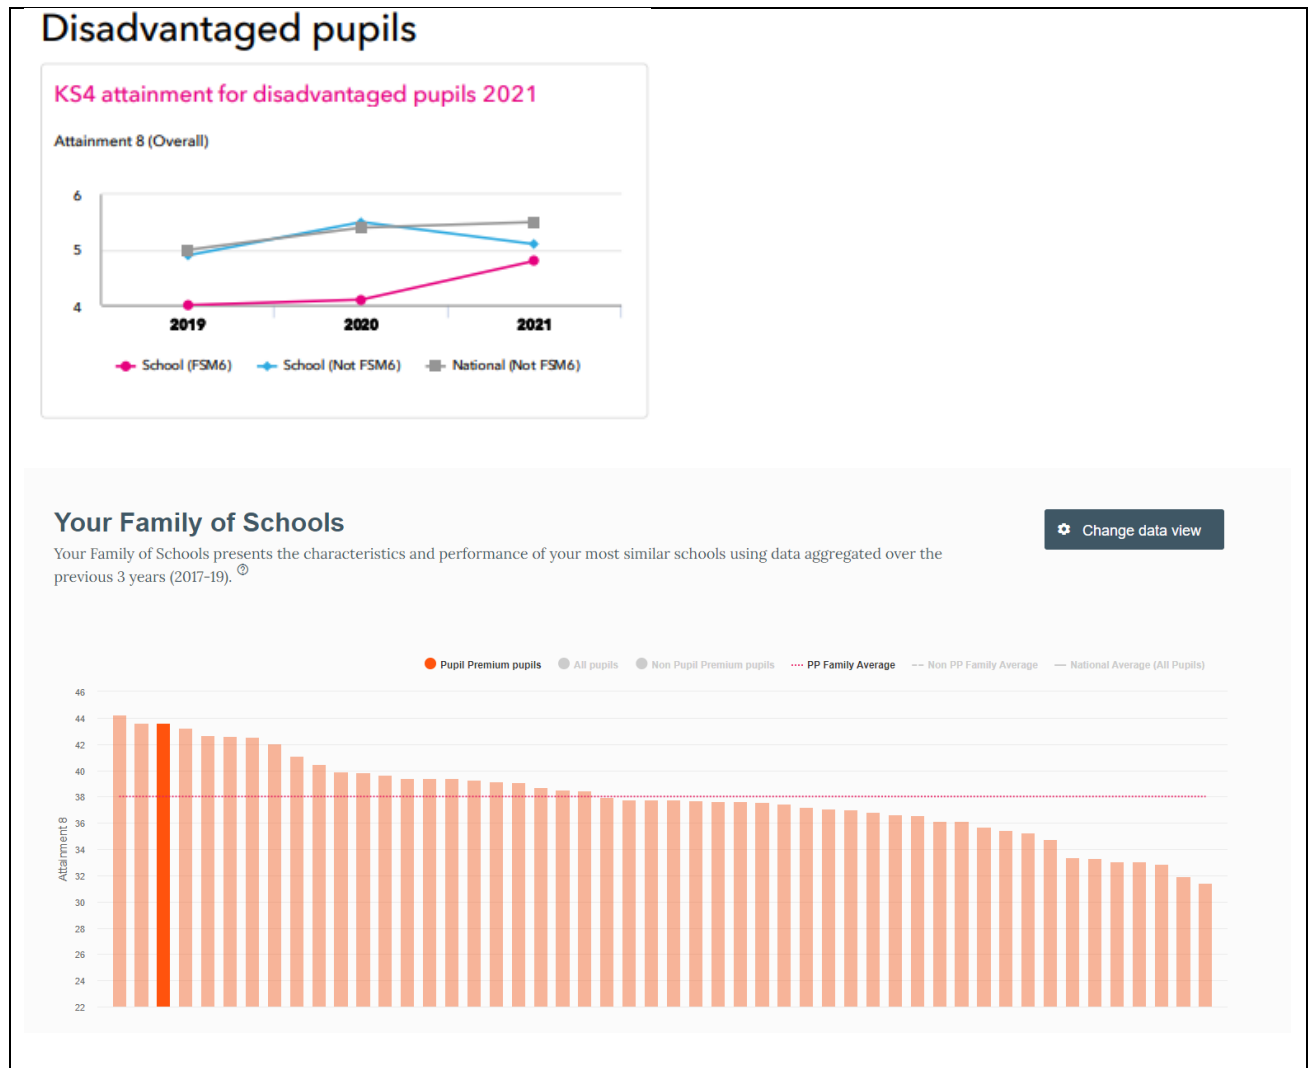 Disadvantaged pupils
KS4 attainment for disadvantaged pupils 2021
Attainment 8 (Overall)
6
5
4
2019 2020 2021
School (FSM6) School (Not FSM6) National (Not FSM6)
Your Family of Schools
Change data view
Your Family of Schools presents the characteristics and performance of your most similar schools using data aggregated over the
previous 3 years (2017-19). ?
Pupil Premium pupils All pupils Non Pupil Premium pupils PP Family Average Non PP Family Average National Average (All Pupils)
46
44
42
40
38
36
34
32
30
28
26
24
22
Attainment 8